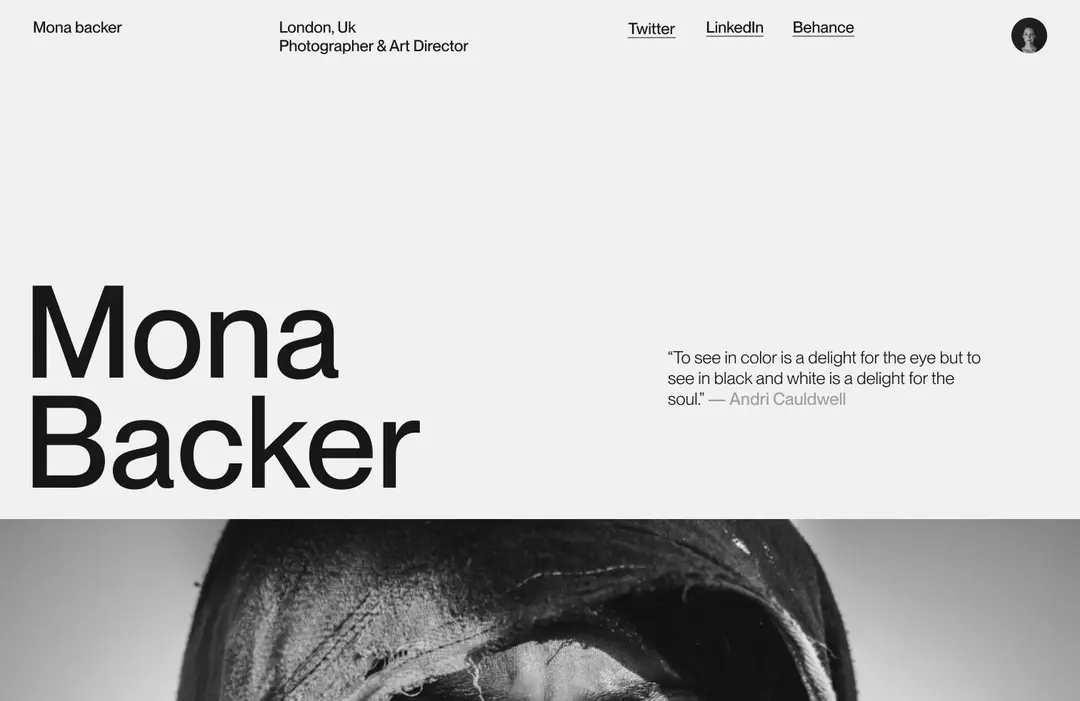 Mona backer
London, Uk
Photographer & Art Director
Twitter
LinkedIn
Behance
Mona
Backer
“To see in color is a delight for the eye but to
see in black and white is a delight for the
soul.” — Andri Cauldwell